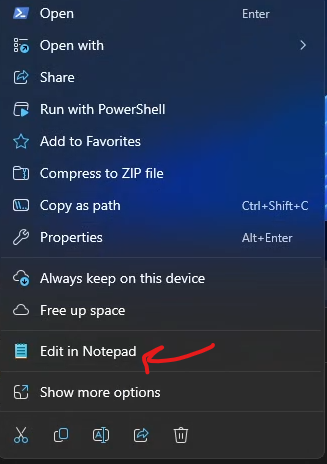 Open Enter
Open with
Share
Run with PowerShell
Add to Favorites
Compress to ZIP file
Copy as path Ctrl+Shift+C
Properties Alt+Enter
Always keep on this device
Free up space
Edit in Notepad
Show more options